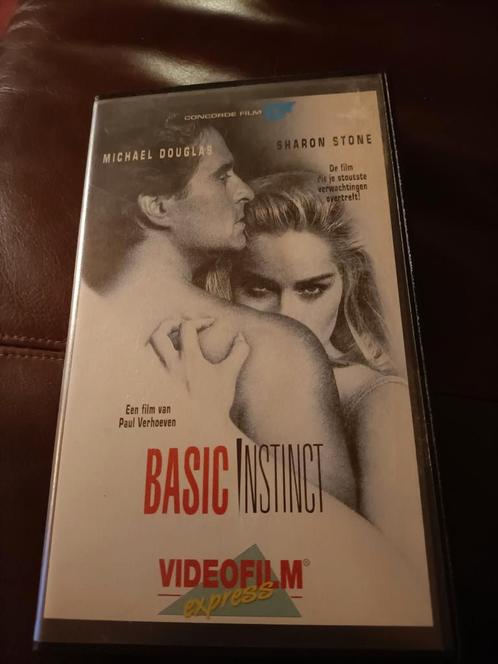 CONCORDE FILM
MICHAEL DOUGLAS
SHARON STONE
De film
die je stoutste
verwachtingen
overtreft!
Een film van
Paul Verhoeven
BASIC INSTINCT
VIDEOFILM®
express